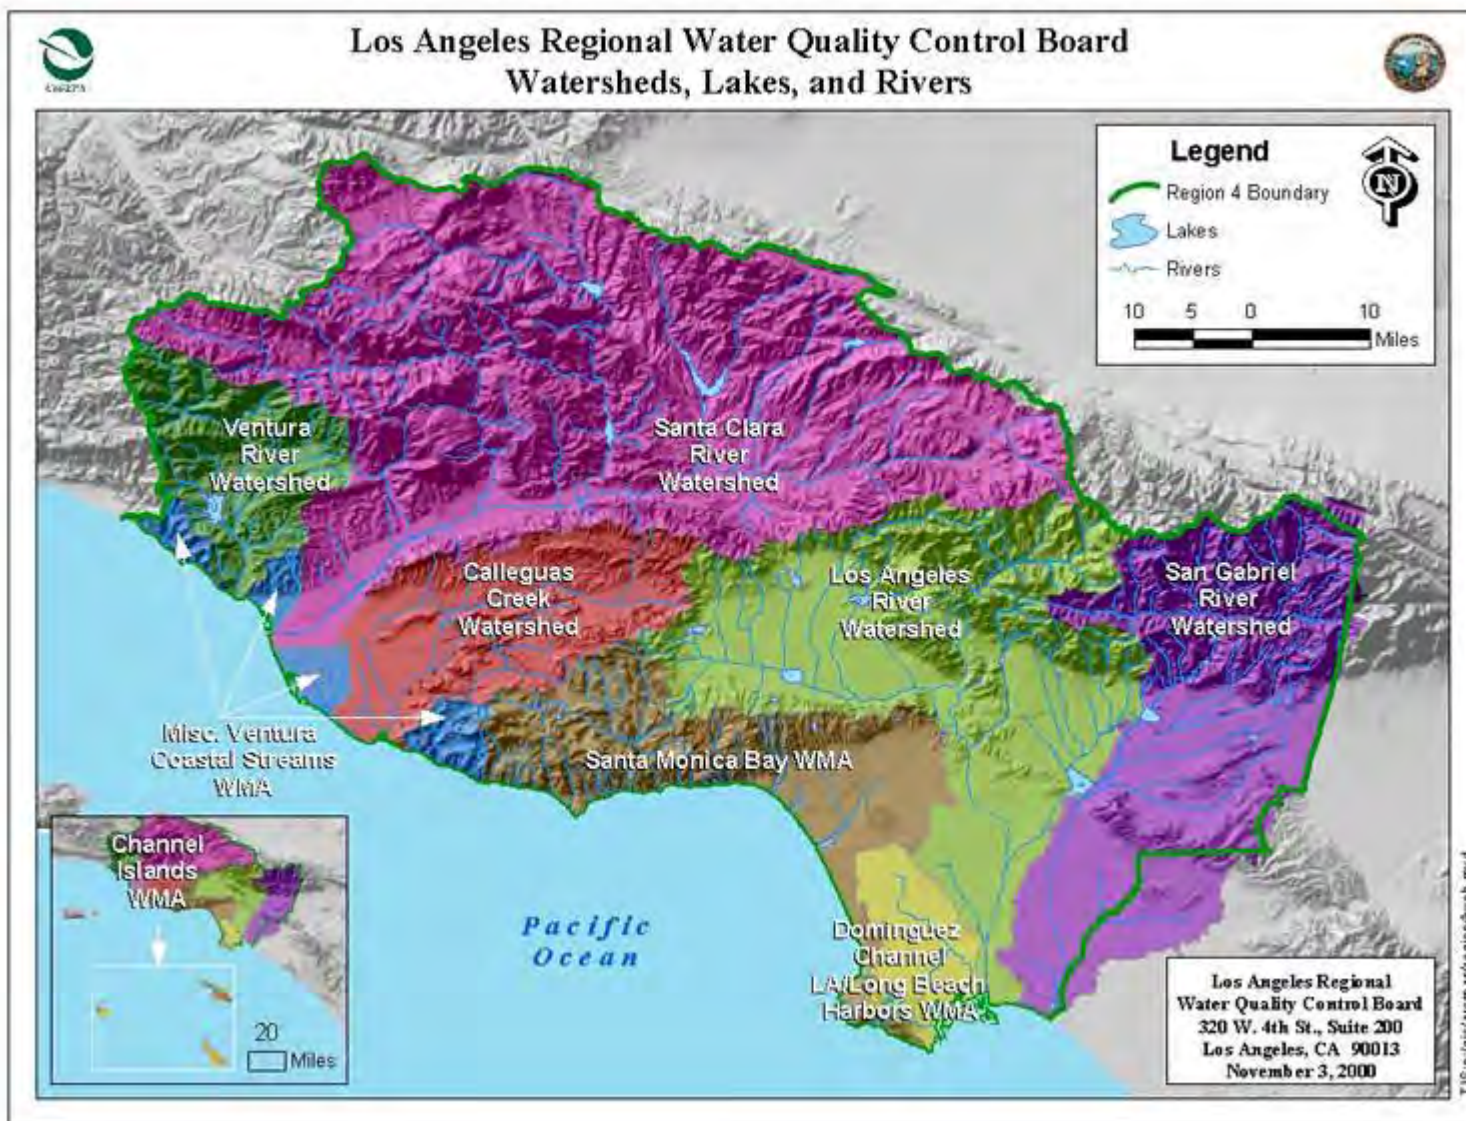 Los Angeles Regional Water Quality Control Board
Watersheds, Lakes, and Rivers
Legend
Region 4 Boundary
Lakes
Rivers
N
10 5 0 10
Miles
Ventura
River
Watershed
Santa Clara
River
Watershed
Calleguas
Creek
Watershed
Los Angeles
River
Watershed
San Gabriel
River
Watershed
Misc. Ventura
Coastal Streams
WMA
Santa Monica Bay WMA
Channel
Islands
WMA
20
Miles
Pacific
Ocean
Dominguez
Channel
LA/Long Beach
Harbors WMA
Los Angeles Regional
Water Quality Control Board
320 W. 4th St., Suite 200
Los Angeles, CA 90013
November 3, 2000